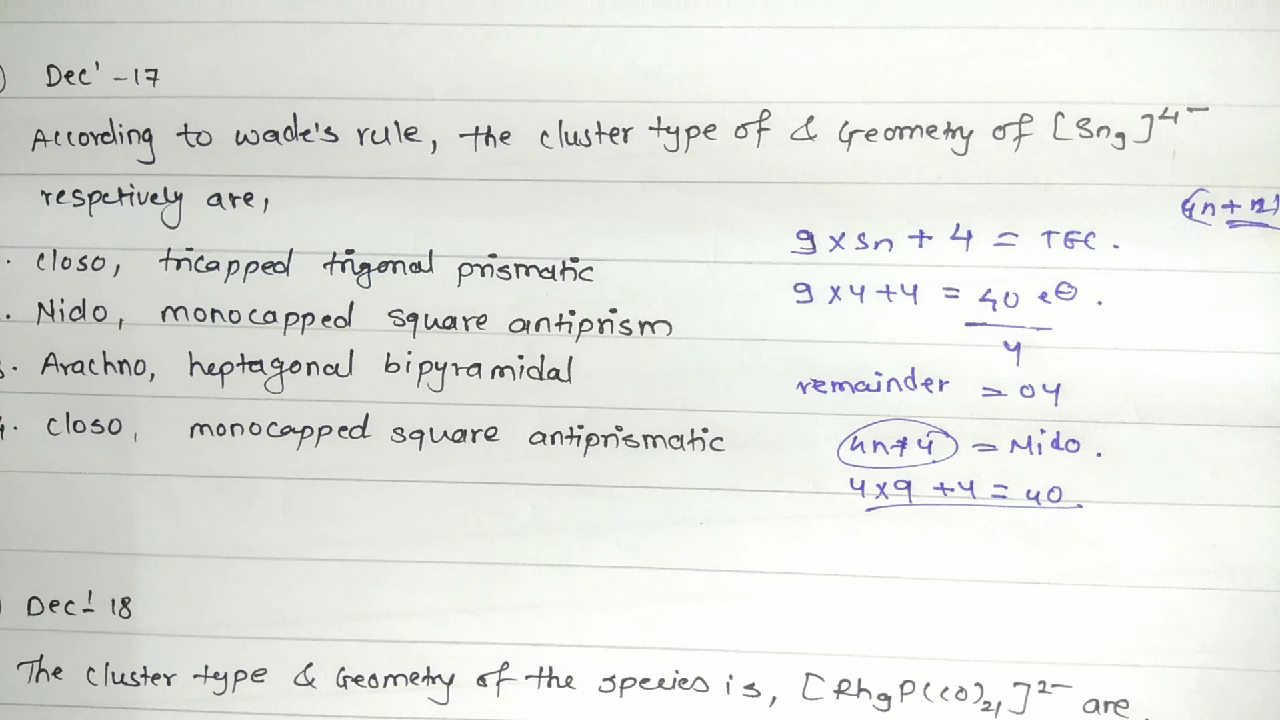 ) Dec' -17
According to wade's rule, the cluster type of & Geometry of [Sn9]4-
respctively are,
(4n+n)
9 x Sn + 4 = TEC.
. closo, tricapped trigonal prismatic
9 x 4 + 4 = 40 e⊖.
. Nido, monocapped square antiprism
4
3. Arachno, heptagonal bipyramidal
remainder = 04
4. closo, monocapped square antiprismatic
4n+4 = Nido.
4x9 +4 = 40
Dec! 18
The cluster type & Geometry of the species is, [Rh9P(CO)21]2- are